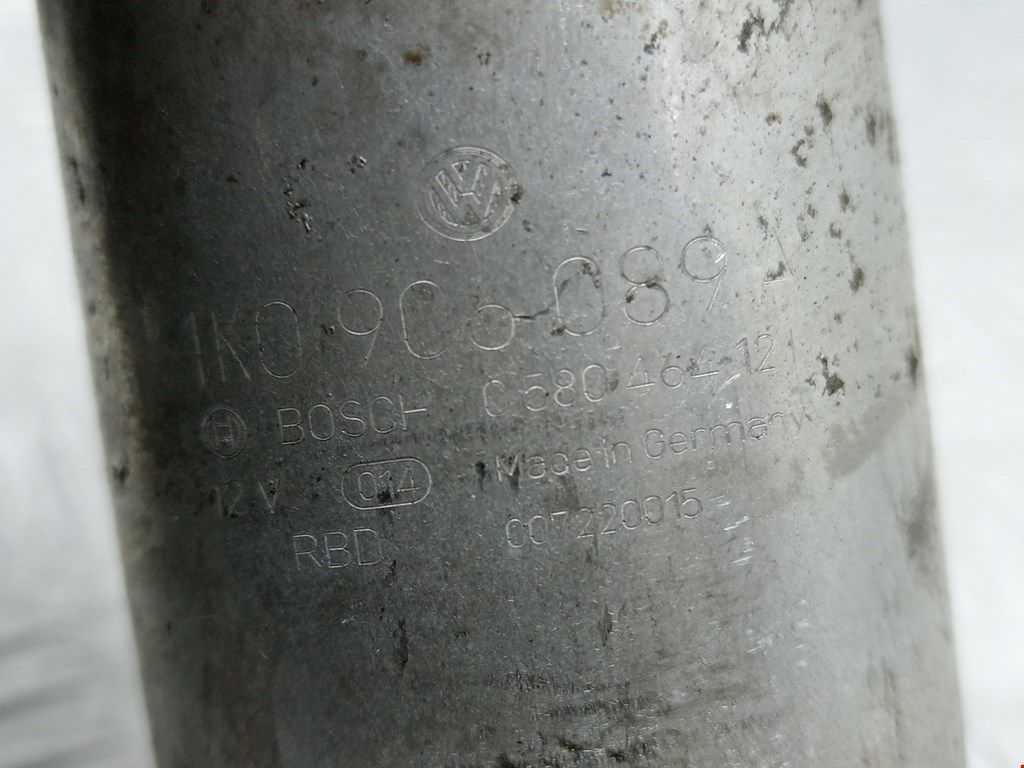 1K0 906 089 A
BOSCH 0 580 464 121
12 V 014 Made in Germany
RBD 007220015